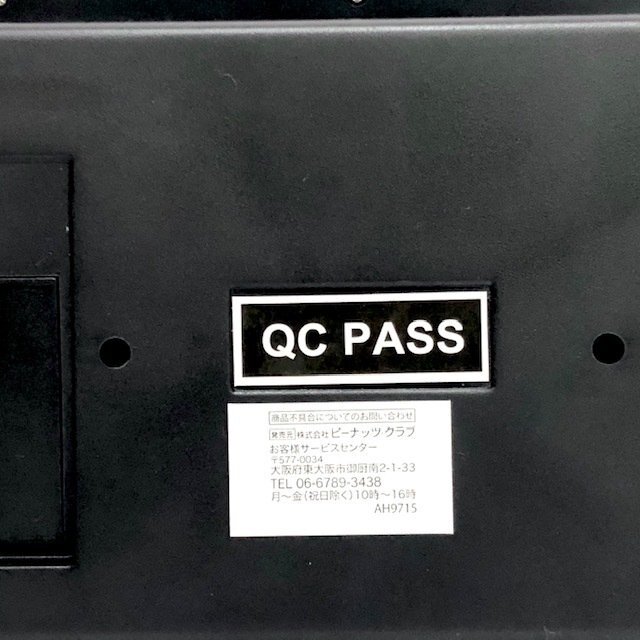 QC PASS
商品不具合についてのお問い合わせ
発売元 株式会社ピーナッツ・クラブ
お客様サービスセンター
〒577-0034
大阪府東大阪市御厨南2-1-33
TEL 06-6789-3438
月～金(祝日除く)10時～16時
AH9715